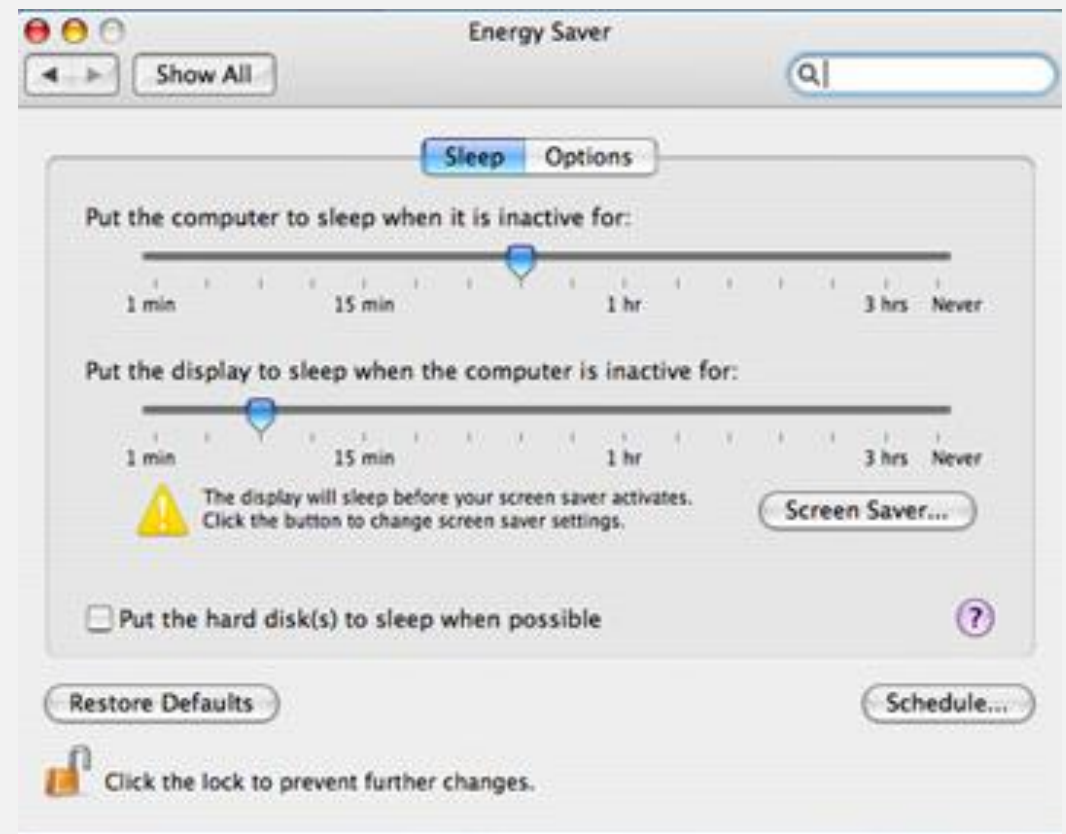 Energy Saver
Show All
Sleep Options
Put the computer to sleep when it is inactive for:
1 min 15 min 1 hr 3 hrs Never
Put the display to sleep when the computer is inactive for:
1 min 15 min 1 hr 3 hrs Never
The display will sleep before your screen saver activates.
Click the button to change screen saver settings.
Screen Saver...
Put the hard disk(s) to sleep when possible
?
Restore Defaults
Schedule...
Click the lock to prevent further changes.